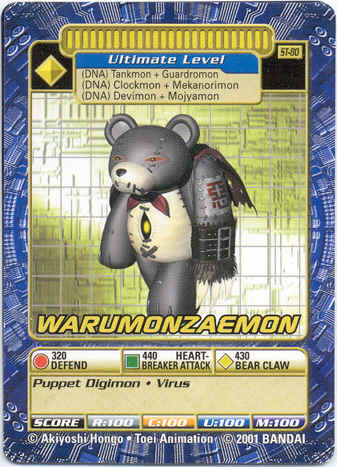 ST-80
Ultimate Level
(DNA) Tankmon + Guardromon
(DNA) Clockmon + Mekanorimon
(DNA) Devimon + Mojyamon
WARUMONZAEMON
320 DEFEND
440 HEART-BREAKER ATTACK
430 BEAR CLAW
Puppet Digimon • Virus
SCORE R:100 C:100 U:100 M:100
© Akiyoshi Hongo • Toei Animation • © 2001 BANDAI